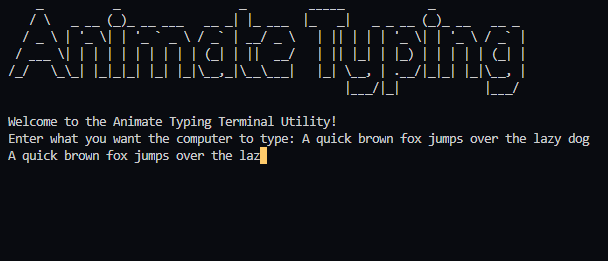 Animate Typing
Welcome to the Animate Typing Terminal Utility!
Enter what you want the computer to type: A quick brown fox jumps over the lazy dog
A quick brown fox jumps over the laz